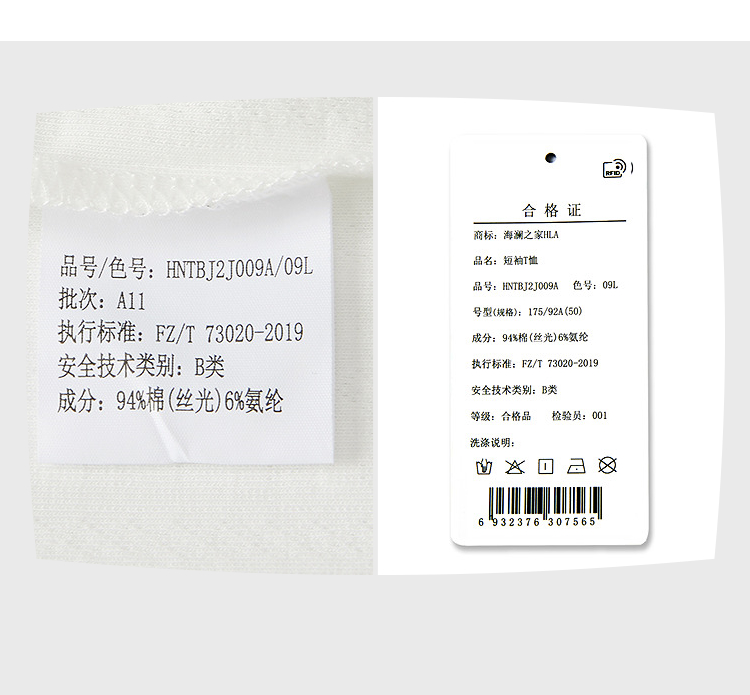 品号/色号: HNTBJ2J009A/09L
批次: A11
执行标准: FZ/T 73020-2019
安全技术类别: B类
成分: 94%棉(丝光)6%氨纶
RFID
合格证
商标: 海澜之家HLA
品名: 短袖T恤
品号: HNTBJ2J009A 色号: 09L
号型(规格): 175/92A(50)
成分: 94%棉(丝光)6%氨纶
执行标准: FZ/T 73020-2019
安全技术类别: B类
等级: 合格品 检验员: 001
洗涤说明:
6 932376 307565